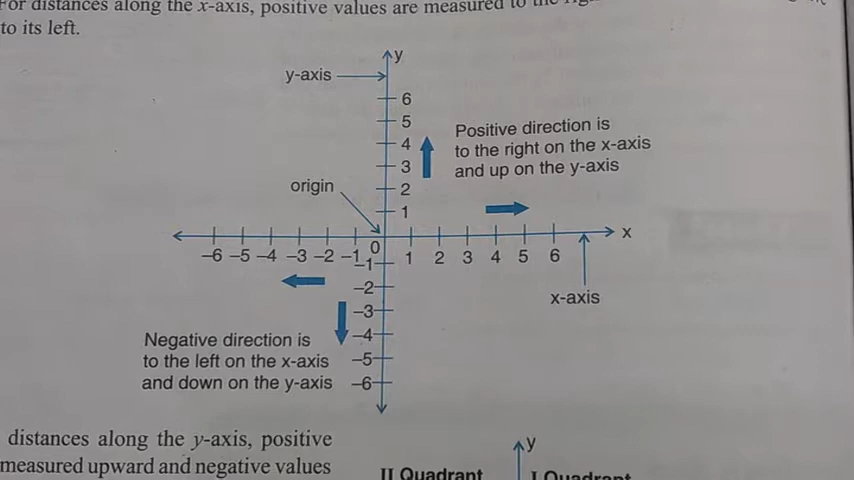 For distances along the x-axis, positive values are measured to the
to its left.
y
y-axis
6
5
4
3
2
1
Positive direction is
to the right on the x-axis
and up on the y-axis
origin
x
–6 –5 –4 –3 –2 –1 0 1 2 3 4 5 6
–1
–2
–3
–4
–5
–6
x-axis
Negative direction is
to the left on the x-axis
and down on the y-axis
distances along the y-axis, positive
measured upward and negative values
y
II Quadrant
I Quadrant